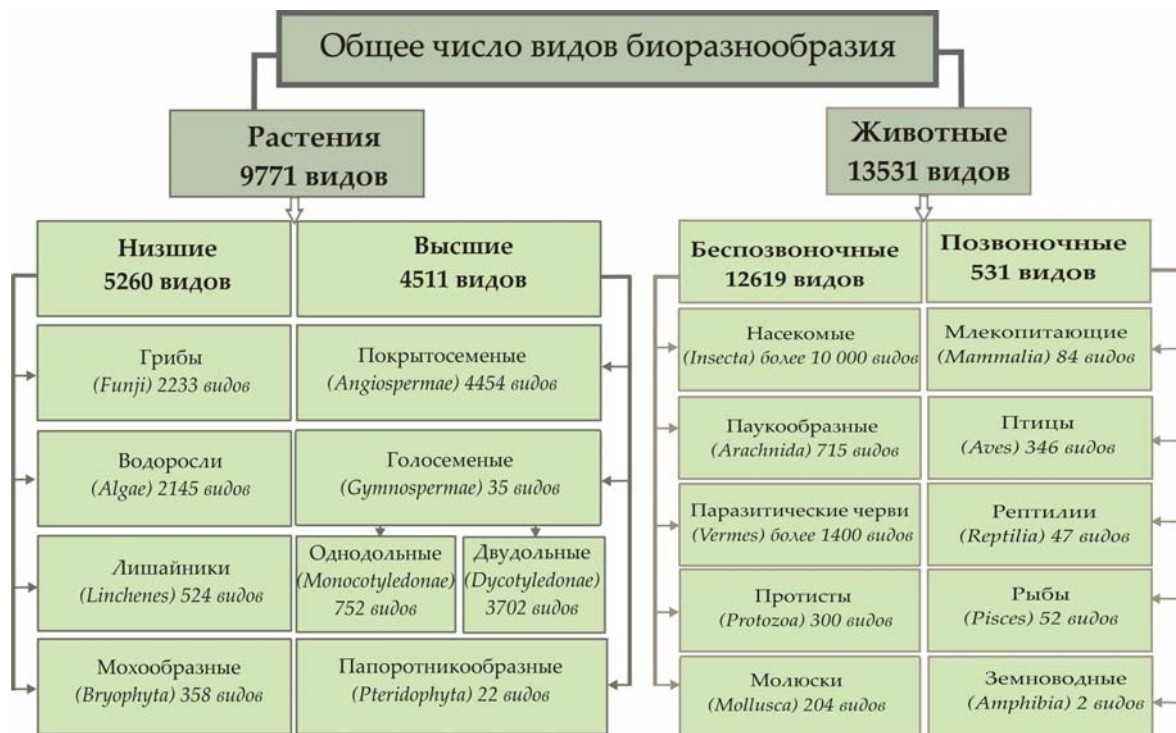 Общее число видов биоразнообразия
Растения
9771 видов
Животные
13531 видов
Низшие
5260 видов
Высшие
4511 видов
Беспозвоночные
12619 видов
Позвоночные
531 видов
Грибы
(Funji) 2233 видов
Покрытосеменые
(Angiospermae) 4454 видов
Насекомые
(Insecta) более 10 000 видов
Млекопитающие
(Mammalia) 84 видов
Водоросли
(Algae) 2145 видов
Голосеменые
(Gymnospermae) 35 видов
Паукообразные
(Arachnida) 715 видов
Птицы
(Aves) 346 видов
Лишайники
(Linchenes) 524 видов
Однодольные
(Monocotyledonae)
752 видов
Двудольные
(Dycotyledonae)
3702 видов
Паразитические черви
(Vermes) более 1400 видов
Рептилии
(Reptilia) 47 видов
Протисты
(Protozoa) 300 видов
Рыбы
(Pisces) 52 видов
Мохообразные
(Bryophyta) 358 видов
Папоротникообразные
(Pteridophyta) 22 видов
Молюски
(Mollusca) 204 видов
Земноводные
(Amphibia) 2 видов